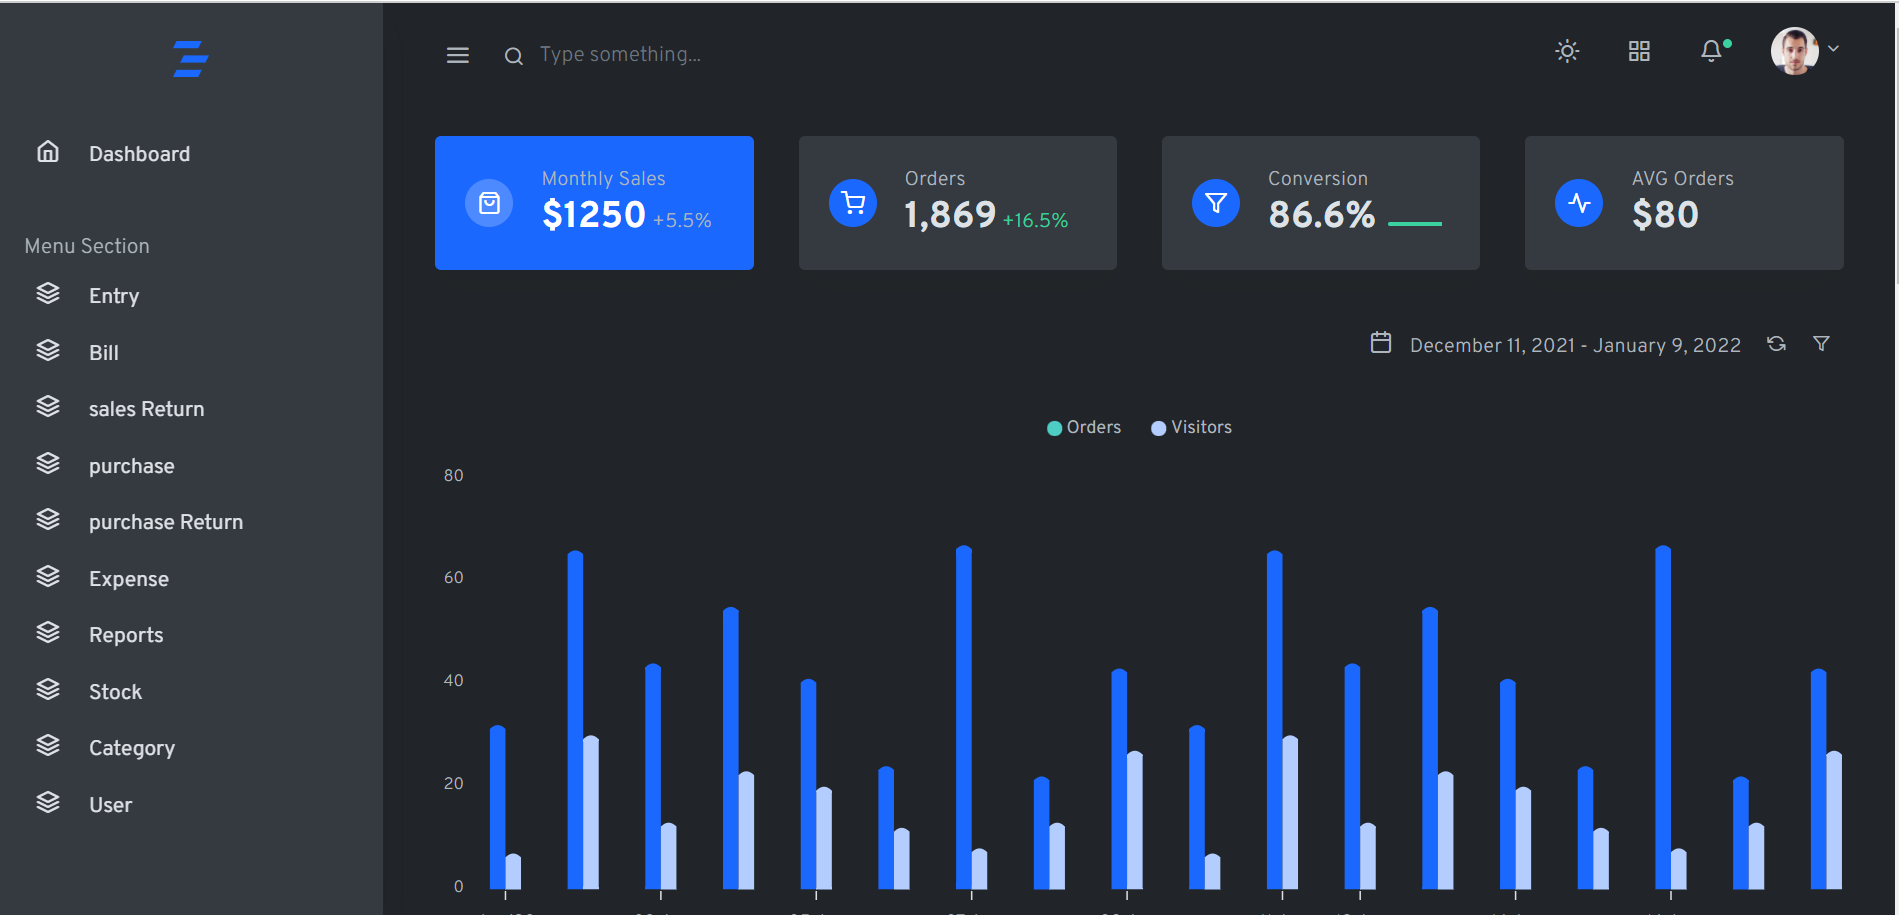 Type something...
Dashboard
Menu Section
Entry
Bill
sales Return
purchase
purchase Return
Expense
Reports
Stock
Category
User
Monthly Sales
$1250 +5.5%
Orders
1,869 +16.5%
Conversion
86.6%
AVG Orders
$80
December 11, 2021 - January 9, 2022
Orders Visitors
80
60
40
20
0